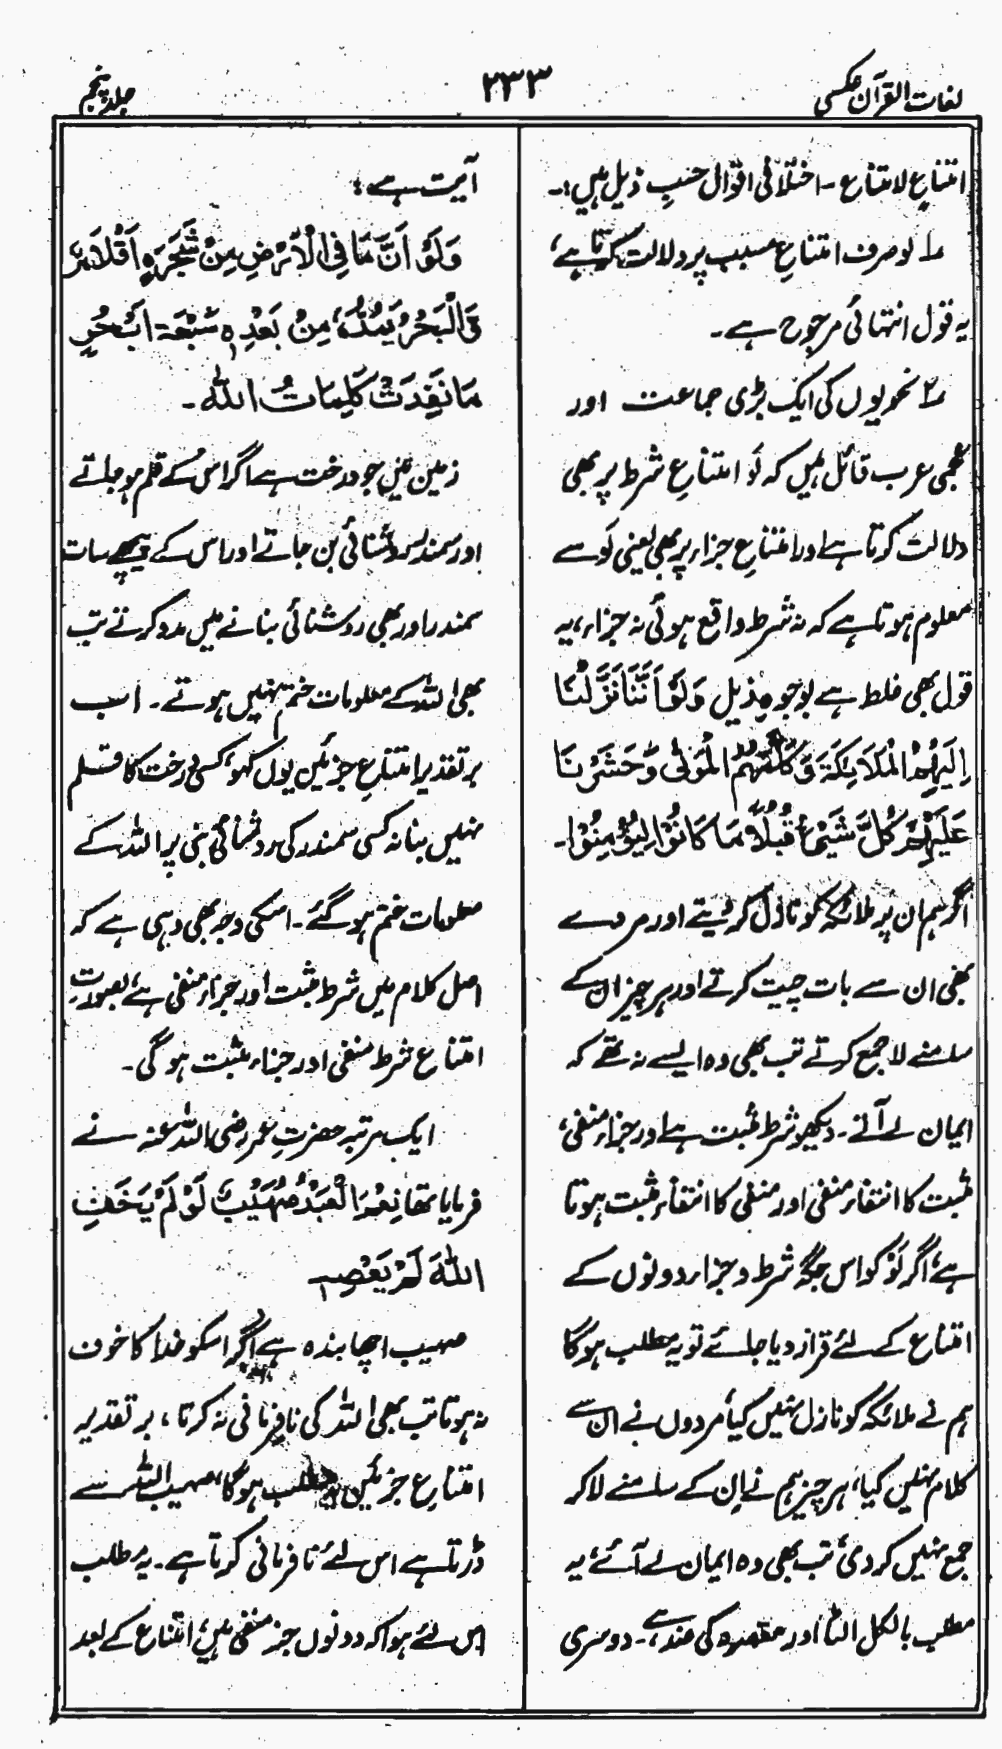 لغات القرآن عکسی
۲۳۳
جلد پنجم
امتناعِ لامتناع۔ اختلافی اقوال حسبِ ذیل ہیں:۔
۱؎ لو صرف امتناعِ مسبب پر دلالت کرتا ہے،
یہ قول انتہائی مرجوح ہے۔
۲؎ نحویوں کی ایک بڑی جماعت اور
عجمی عرب قائل ہیں کہ لَو امتناعِ شرط پر بھی
دلالت کرتا ہے اور امتناعِ جزاء پر بھی یعنی لَو سے
معلوم ہوتا ہے کہ نہ شرط واقع ہوئی نہ جزاء، یہ
قول بھی غلط ہے بوجوہِ ذیل وَلَوْ اَنَّنَا نَزَّلْنَا
اِلَيْهِمُ الْمَلَائِكَةَ وَكَلَّمَهُمُ الْمَوْتٰى وَحَشَرْنَا
عَلَيْهِمْ كُلَّ شَيْءٍ قُبُلًا مَا كَانُوْا لِيُؤْمِنُوْا۔
اگر ہم ان پر ملائکہ کو نازل کر دیتے اور مردے
بھی ان سے بات چیت کرتے اور ہر چیز ان کے
سامنے لا جمع کرتے تب بھی وہ ایسے نہ تھے کہ
ایمان لے آتے۔ دیکھو شرط مثبت ہے اور جزاء منفی،
مثبت کا انتفاء منفی اور منفی کا انتفاء مثبت ہوتا
ہے، اگر لَوْ کو اس جگہ شرط و جزاء دونوں کے
امتناع کے لئے قرار دیا جائے تو یہ مطلب ہوگا
ہم نے ملائکہ کو نازل نہیں کیا، مردوں نے ان سے
کلام نہیں کیا، ہر چیز ہم نے اِن کے سامنے لا کر
جمع نہیں کر دی، تب بھی وہ ایمان لے آئے، یہ
مطلب بالکل الٹا اور مقصود کی ضد ہے،۔ دوسری
آیت ہے:
وَلَوْ اَنَّ مَا فِي الْاَرْضِ مِنْ شَجَرَةٍ اَقْلَامٌ
وَّالْبَحْرُ يَمُدُّهٗ مِنْ بَعْدِهٖ سَبْعَةُ اَبْحُرٍ
مَا نَفِدَتْ كَلِمَاتُ اللّٰهِ۔
زمین میں جو درخت ہے اگر اس کے قلم ہو جاتے
اور سمندر روشنائی بن جاتے اور اس کے پیچھے سات
سمندر اور بھی روشنائی بنانے میں مدد کرتے تب
بھی اللہ کے معلومات ختم نہیں ہوتے۔ اب
بر تقدیر امتناعِ جزئین یوں کہو، کسی درخت کا قلم
نہیں بنا نہ کسی سمندر کی روشنائی بنی پر اللہ کے
معلومات ختم ہو گئے۔ اسکی وجہ بھی وہی ہے کہ
اصل کلام میں شرط مثبت اور جزاء منفی ہے، بصورتِ
امتناع شرط منفی اور جزاء مثبت ہو گی۔
ایک مرتبہ حضرتِ عمر رضی اللہ عنہ نے
فرمایا تھا نِعْمَ الْعَبْدُ صُهَيْبٌ لَوْ لَمْ يَخَفِ
اللّٰهَ لَمْ يَعْصِهِ
صہیب اچھا بندہ ہے اگر اسکو خدا کا خوف
نہ ہوتا تب بھی اللہ کی نافرمانی نہ کرتا، بر تقدیر
امتناعِ جزئین مطلب ہوگا، صہیب اللہ سے
ڈرتا ہے اس لئے نافرمانی کرتا ہے۔ یہ مطلب
اس لئے ہوا کہ دونوں جز منفی ہیں، امتناع کے بعد